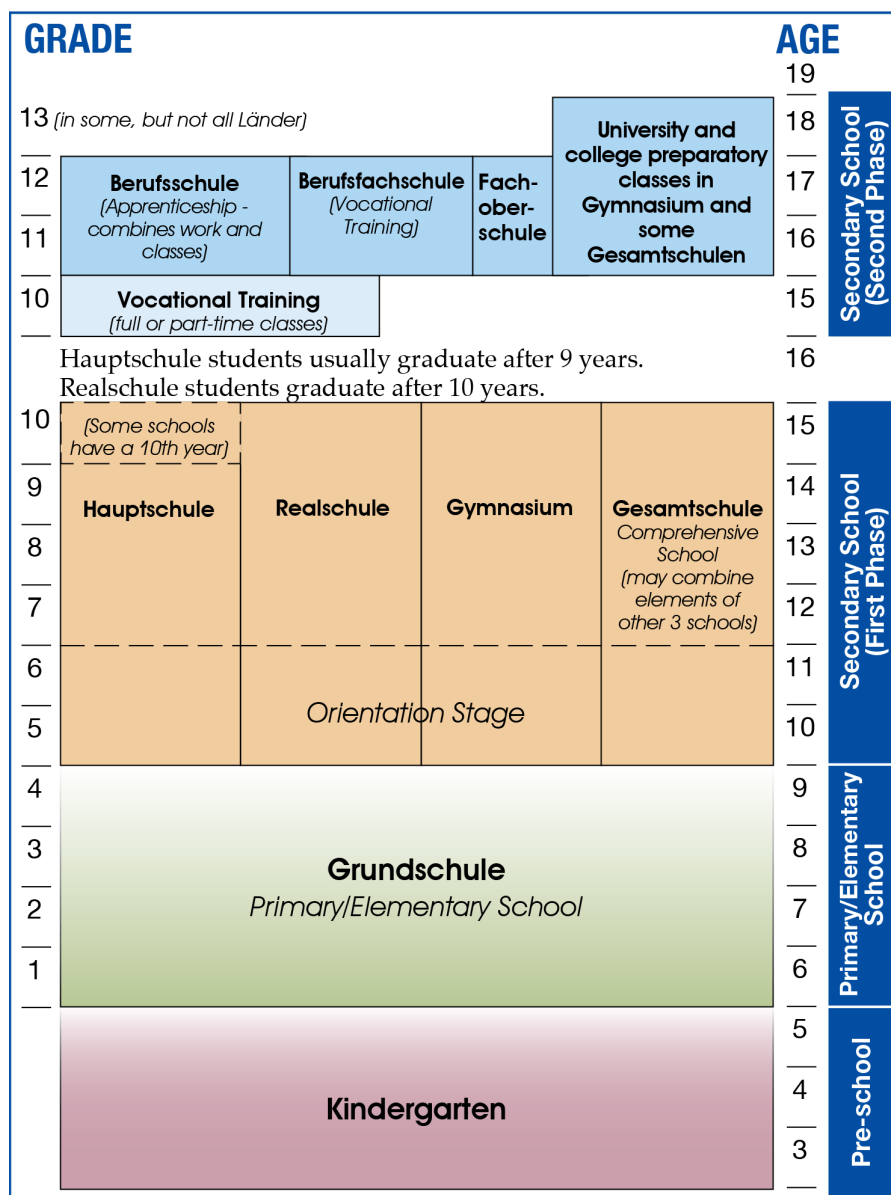 GRADE
AGE
19
13 (in some, but not all Länder)
18
12
11
Berufsschule
(Apprenticeship -
combines work and
classes)
Berufsfachschule
(Vocational
Training)
Fach-
ober-
schule
University and
college preparatory
classes in
Gymnasium and
some
Gesamtschulen
17
16
10
Vocational Training
(full or part-time classes)
15
Secondary School
(Second Phase)
Hauptschule students usually graduate after 9 years.
Realschule students graduate after 10 years.
16
10
(Some schools
have a 10th year)
15
9
Hauptschule
Realschule
Gymnasium
Gesamtschule
Comprehensive
School
(may combine
elements of
other 3 schools)
14
8
13
7
12
6
11
Orientation Stage
5
10
Secondary School
(First Phase)
4
9
3
8
Grundschule
Primary/Elementary School
2
7
1
6
Primary/Elementary
School
5
Kindergarten
4
3
Pre-school